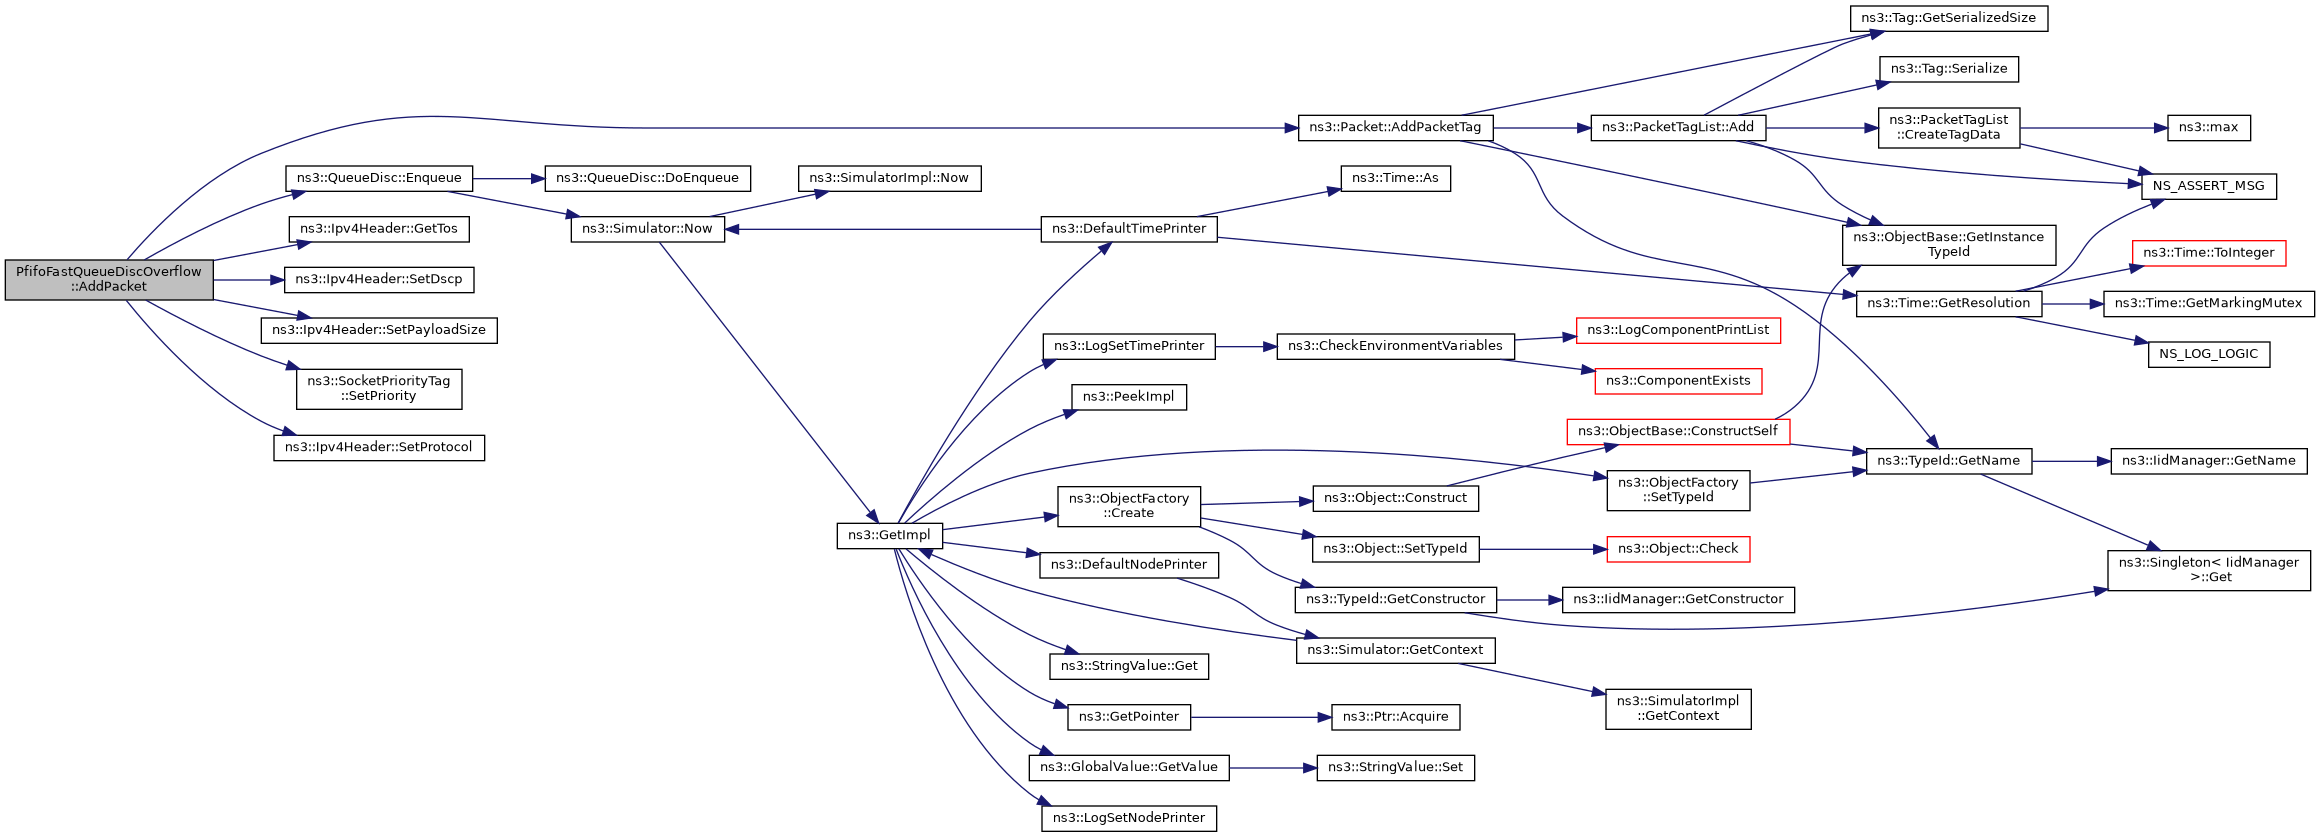 PfifoFastQueueDiscOverflow
::AddPacket
ns3::QueueDisc::Enqueue
ns3::Ipv4Header::GetTos
ns3::Ipv4Header::SetDscp
ns3::Ipv4Header::SetPayloadSize
ns3::SocketPriorityTag
::SetPriority
ns3::Ipv4Header::SetProtocol
ns3::QueueDisc::DoEnqueue
ns3::Simulator::Now
ns3::SimulatorImpl::Now
ns3::GetImpl
ns3::DefaultTimePrinter
ns3::LogSetTimePrinter
ns3::PeekImpl
ns3::ObjectFactory
::Create
ns3::DefaultNodePrinter
ns3::StringValue::Get
ns3::GetPointer
ns3::GlobalValue::GetValue
ns3::LogSetNodePrinter
ns3::Packet::AddPacketTag
ns3::Time::As
ns3::CheckEnvironmentVariables
ns3::Object::Construct
ns3::Object::SetTypeId
ns3::TypeId::GetConstructor
ns3::Simulator::GetContext
ns3::Ptr::Acquire
ns3::StringValue::Set
ns3::PacketTagList::Add
ns3::LogComponentPrintList
ns3::ComponentExists
ns3::ObjectBase::ConstructSelf
ns3::ObjectFactory
::SetTypeId
ns3::Object::Check
ns3::IidManager::GetConstructor
ns3::SimulatorImpl
::GetContext
ns3::Tag::GetSerializedSize
ns3::Tag::Serialize
ns3::PacketTagList
::CreateTagData
ns3::ObjectBase::GetInstance
TypeId
ns3::Time::GetResolution
ns3::TypeId::GetName
ns3::max
NS_ASSERT_MSG
ns3::Time::ToInteger
ns3::Time::GetMarkingMutex
NS_LOG_LOGIC
ns3::IidManager::GetName
ns3::Singleton< IidManager
>::Get